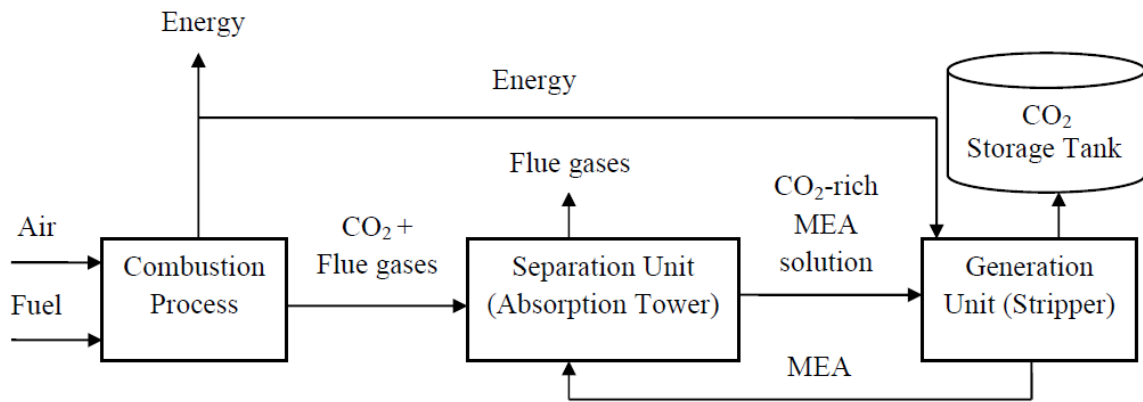 Energy
Energy
CO₂
Storage Tank
Flue gases
CO₂-rich
MEA
solution
Air
CO₂ +
Flue gases
Fuel
Combustion
Process
Separation Unit
(Absorption Tower)
Generation
Unit (Stripper)
MEA